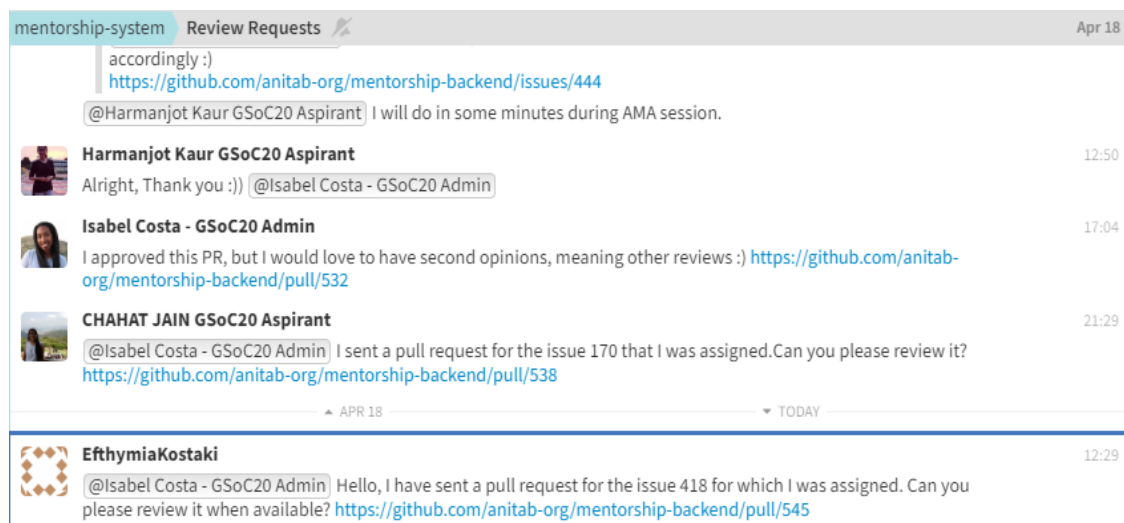 mentorship-system Review Requests Apr 18
accordingly :)
https://github.com/anitab-org/mentorship-backend/issues/444
@Harmanjot Kaur GSoC20 Aspirant I will do in some minutes during AMA session.
Harmanjot Kaur GSoC20 Aspirant 12:50
Alright, Thank you :)) @Isabel Costa - GSoC20 Admin
Isabel Costa - GSoC20 Admin 17:04
I approved this PR, but I would love to have second opinions, meaning other reviews :) https://github.com/anitab-
org/mentorship-backend/pull/532
CHAHAT JAIN GSoC20 Aspirant 21:29
@Isabel Costa - GSoC20 Admin I sent a pull request for the issue 170 that I was assigned.Can you please review it?
https://github.com/anitab-org/mentorship-backend/pull/538
APR 18 TODAY
EfthymiaKostaki 12:29
@Isabel Costa - GSoC20 Admin Hello, I have sent a pull request for the issue 418 for which I was assigned. Can you
please review it when available? https://github.com/anitab-org/mentorship-backend/pull/545